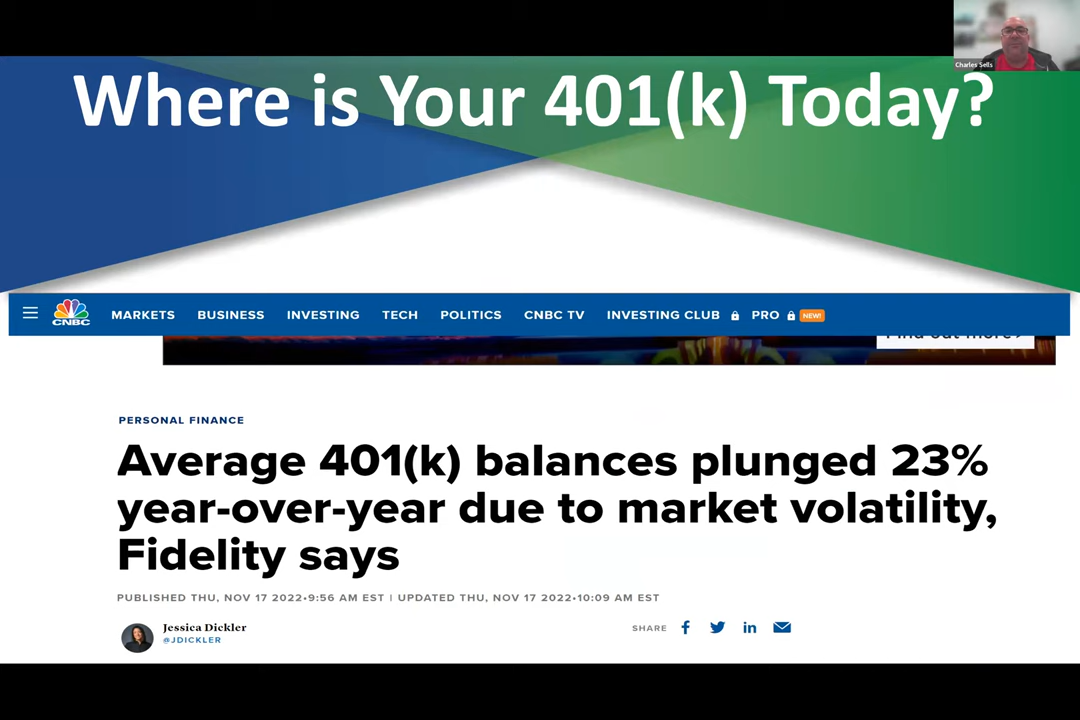 Charles Sells
Where is Your 401(k) Today?
CNBC
MARKETS BUSINESS INVESTING TECH POLITICS CNBC TV INVESTING CLUB PRO NEW!
Find out more >
PERSONAL FINANCE
Average 401(k) balances plunged 23%
year-over-year due to market volatility,
Fidelity says
PUBLISHED THU, NOV 17 2022•9:56 AM EST | UPDATED THU, NOV 17 2022•10:09 AM EST
Jessica Dickler
@JDICKLER
SHARE